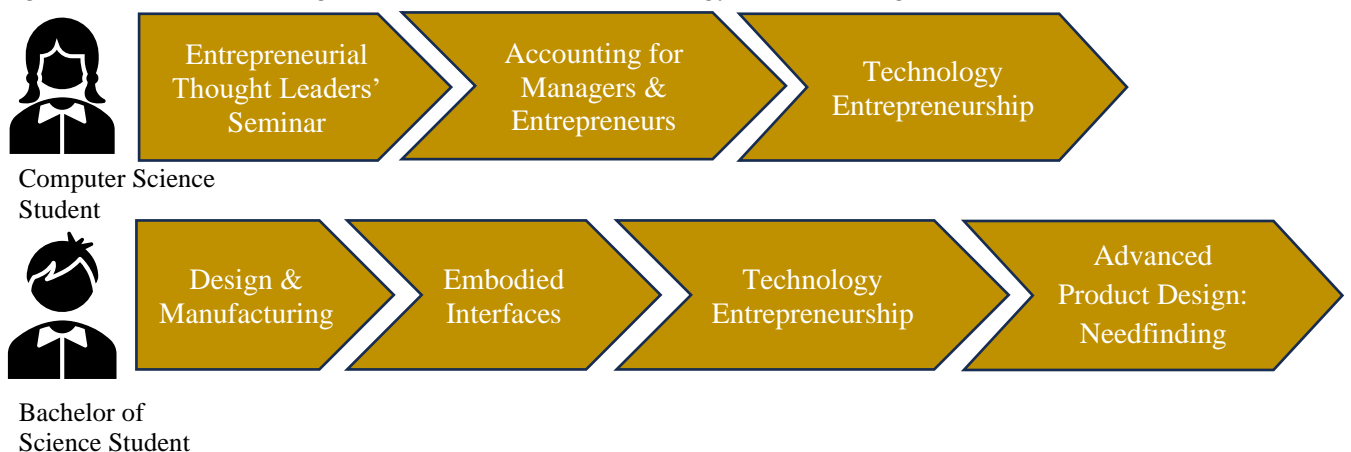 Entrepreneurial
Thought Leaders’
Seminar
Accounting for
Managers &
Entrepreneurs
Technology
Entrepreneurship
Computer Science
Student
Design &
Manufacturing
Embodied
Interfaces
Technology
Entrepreneurship
Advanced
Product Design:
Needfinding
Bachelor of
Science Student